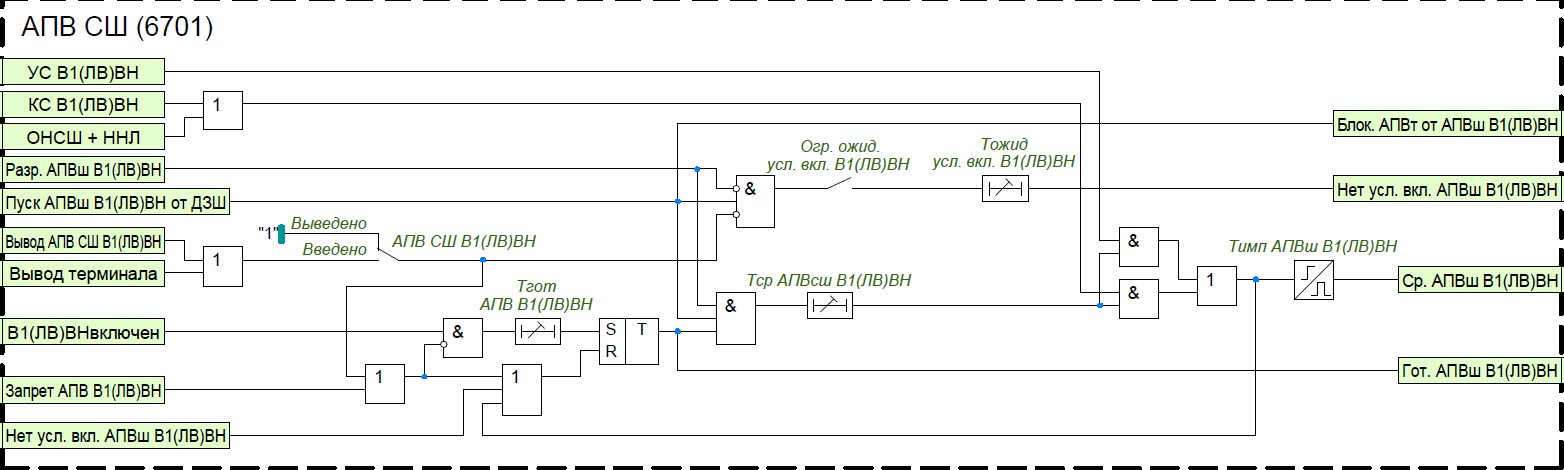 АПВ СШ (6701)
УС В1(ЛВ)ВН
КС В1(ЛВ)ВН
1
ОНСШ + ННЛ
Блок. АПВт от АПВш В1(ЛВ)ВН
Разр. АПВш В1(ЛВ)ВН
Огр. ожид.
усл. вкл. В1(ЛВ)ВН
Тожид
усл. вкл. В1(ЛВ)ВН
&
Нет усл. вкл. АПВш В1(ЛВ)ВН
Пуск АПВш В1(ЛВ)ВН от ДЗШ
"1"
Выведено
Введено
АПВ СШ В1(ЛВ)ВН
Вывод АПВ СШ В1(ЛВ)ВН
1
Вывод терминала
&
Тимп АПВш В1(ЛВ)ВН
Тгот
АПВ В1(ЛВ)ВН
Тср АПВсш В1(ЛВ)ВН
&
&
1
Ср. АПВш В1(ЛВ)ВН
В1(ЛВ)ВНвключен
&
S T
R
Запрет АПВ В1(ЛВ)ВН
1
1
Гот. АПВш В1(ЛВ)ВН
Нет усл. вкл. АПВш В1(ЛВ)ВН